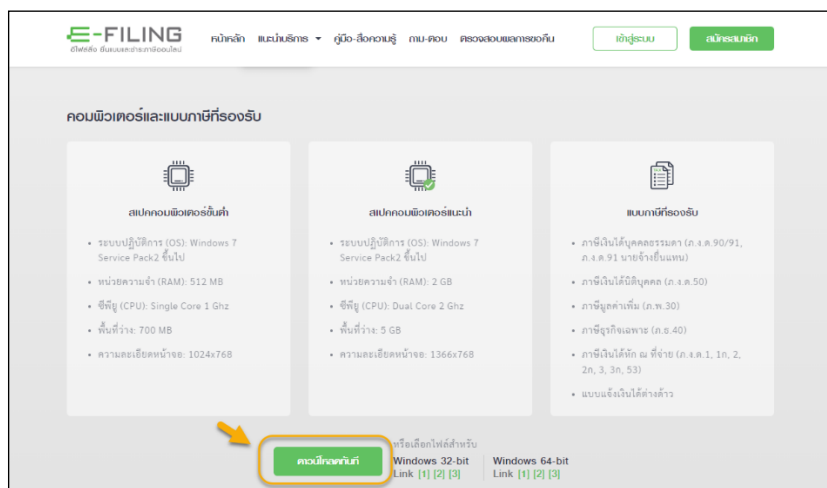 E-FILING
อีไฟล์ลิ่ง ยื่นแบบและชำระภาษีออนไลน์
หน้าหลัก แนะนำบริการ คู่มือ-สื่อความรู้ ถาม-ตอบ ตรวจสอบผลการขอคืน เข้าสู่ระบบ สมัครสมาชิก
คอมพิวเตอร์และแบบภาษีที่รองรับ
สเปคคอมพิวเตอร์ขั้นต่ำ
• ระบบปฏิบัติการ (OS): Windows 7
Service Pack2 ขึ้นไป
• หน่วยความจำ (RAM): 512 MB
• ซีพียู (CPU): Single Core 1 Ghz
• พื้นที่ว่าง: 700 MB
• ความละเอียดหน้าจอ: 1024x768
สเปคคอมพิวเตอร์แนะนำ
• ระบบปฏิบัติการ (OS): Windows 7
Service Pack2 ขึ้นไป
• หน่วยความจำ (RAM): 2 GB
• ซีพียู (CPU): Dual Core 2 Ghz
• พื้นที่ว่าง: 5 GB
• ความละเอียดหน้าจอ: 1366x768
แบบภาษีที่รองรับ
• ภาษีเงินได้บุคคลธรรมดา (ภ.ง.ด.90/91,
ภ.ง.ด.91 นายจ้างยื่นแทน)
• ภาษีเงินได้นิติบุคคล (ภ.ง.ด.50)
• ภาษีมูลค่าเพิ่ม (ภ.พ.30)
• ภาษีธุรกิจเฉพาะ (ภ.ธ.40)
• ภาษีเงินได้หัก ณ ที่จ่าย (ภ.ง.ด.1, 1ก, 2,
2ก, 3, 3ก, 53)
• แบบแจ้งเงินได้ต่างด้าว
ดาวน์โหลดทันที
หรือเลือกไฟล์สำหรับ
Windows 32-bit
Link [1] [2] [3]
Windows 64-bit
Link [1] [2] [3]